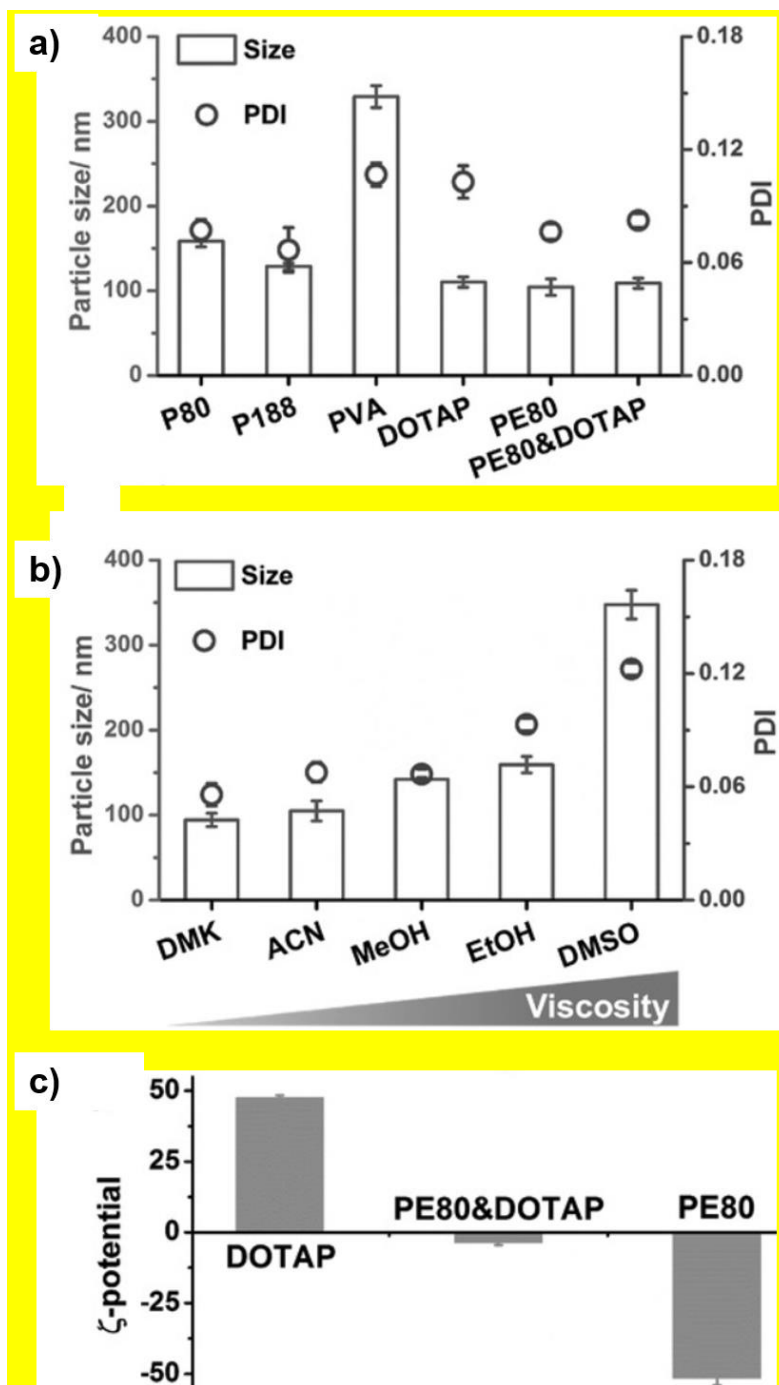 a)
400
300
200
100
0
Particle size/ nm
Size
PDI
0.18
0.12
0.06
0.00
PDI
P80
P188
PVA
DOTAP
PE80
PE80&DOTAP
b)
400
300
200
100
0
Particle size/ nm
Size
PDI
0.18
0.12
0.06
0.00
PDI
DMK
ACN
MeOH
EtOH
DMSO
Viscosity
c)
50
25
0
-25
-50
ζ-potential
DOTAP
PE80&DOTAP
PE80